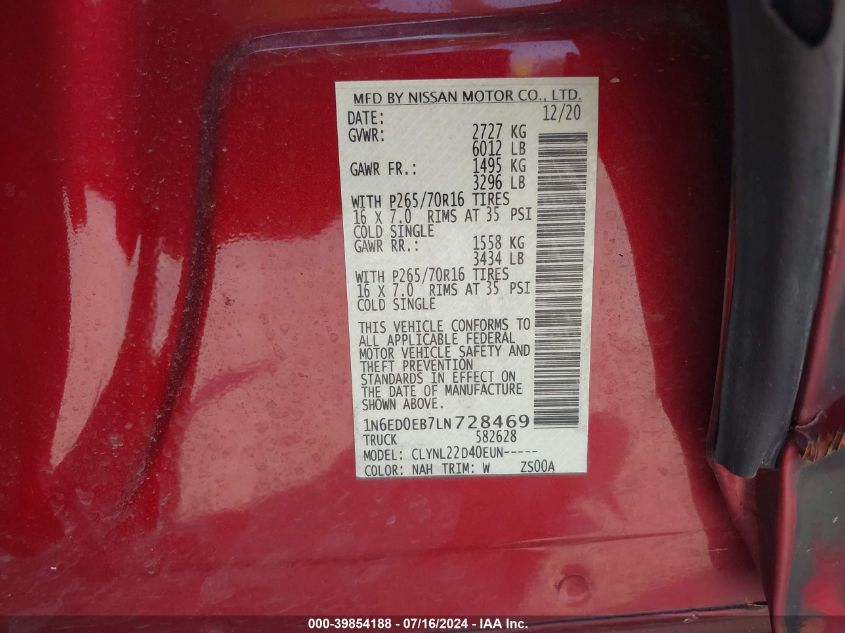 MFD BY NISSAN MOTOR CO., LTD.
DATE: 12/20
GVWR: 2727 KG
6012 LB
GAWR FR.: 1495 KG
3296 LB
WITH P265/70R16 TIRES
16 X 7.0 RIMS AT 35 PSI
COLD SINGLE
GAWR RR.: 1558 KG
3434 LB
WITH P265/70R16 TIRES
16 X 7.0 RIMS AT 35 PSI
COLD SINGLE
THIS VEHICLE CONFORMS TO
ALL APPLICABLE FEDERAL
MOTOR VEHICLE SAFETY AND
THEFT PREVENTION
STANDARDS IN EFFECT ON
THE DATE OF MANUFACTURE
SHOWN ABOVE.
1N6ED0EB7LN728469
TRUCK 582628
MODEL: CLYNL22D40EUN-----
COLOR: NAH TRIM: W ZS00A
000-39854188 - 07/16/2024 - IAA Inc.